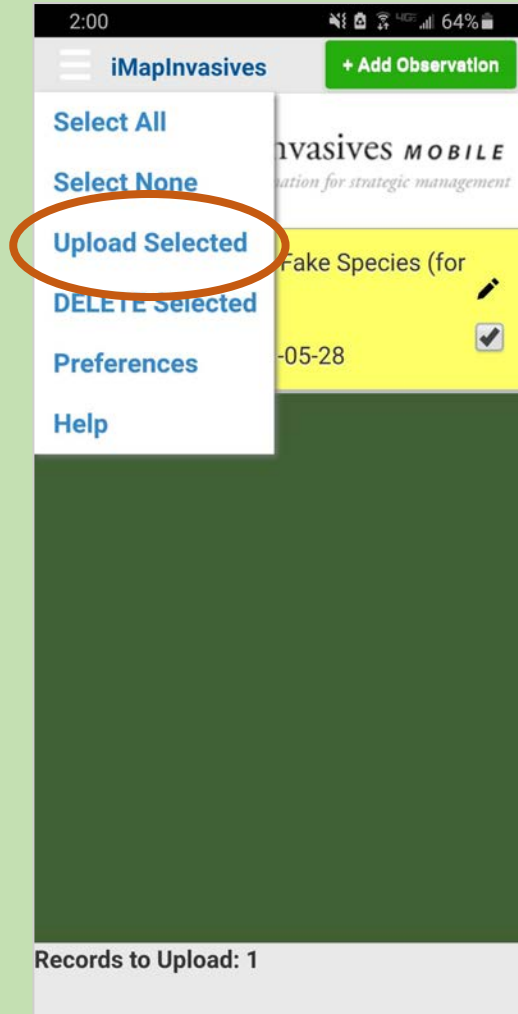 2:00 4GE 64%
iMapInvasives + Add Observation
Select All
nvasives MOBILE
Select None
ation for strategic management
Upload Selected
Fake Species (for
DELETE Selected
Preferences
-05-28
Help
Records to Upload: 1